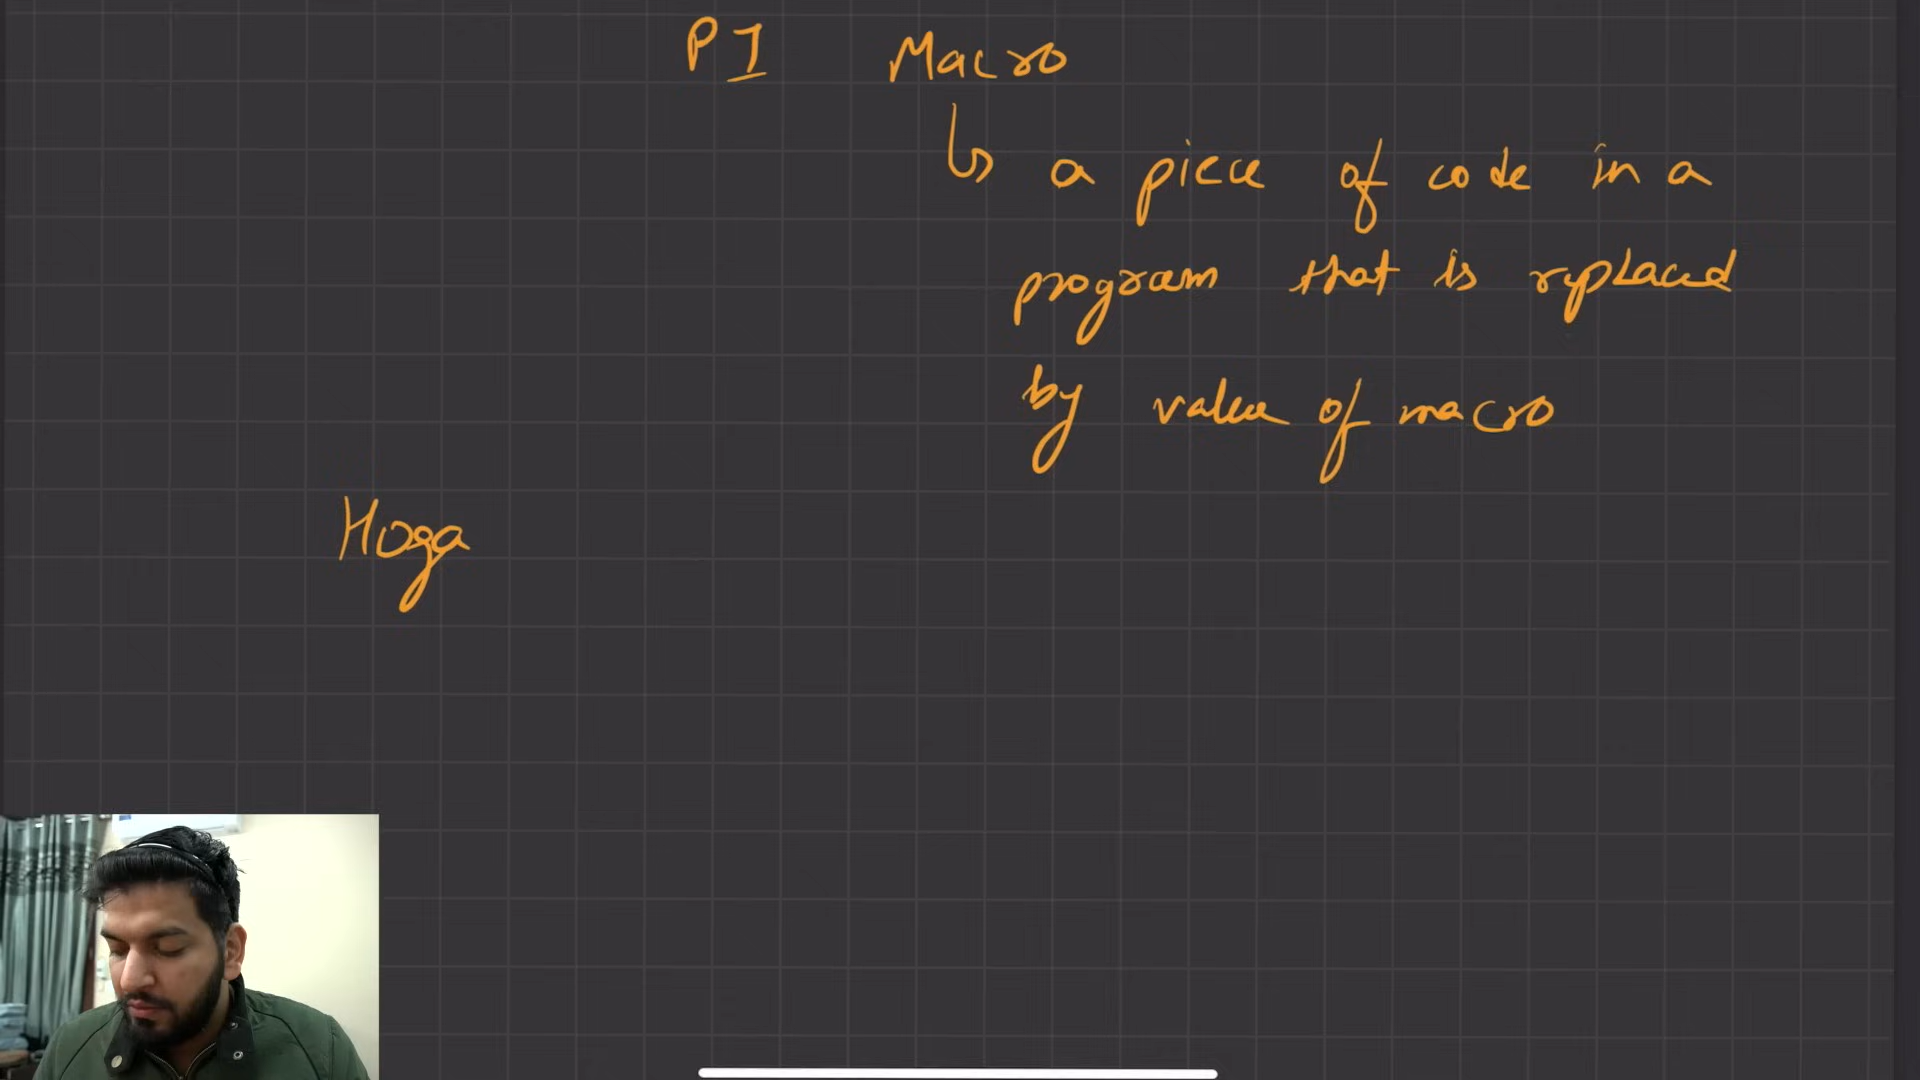 PI Macro
↳ a piece of code in a
program that is replaced
by value of macro
Hoga